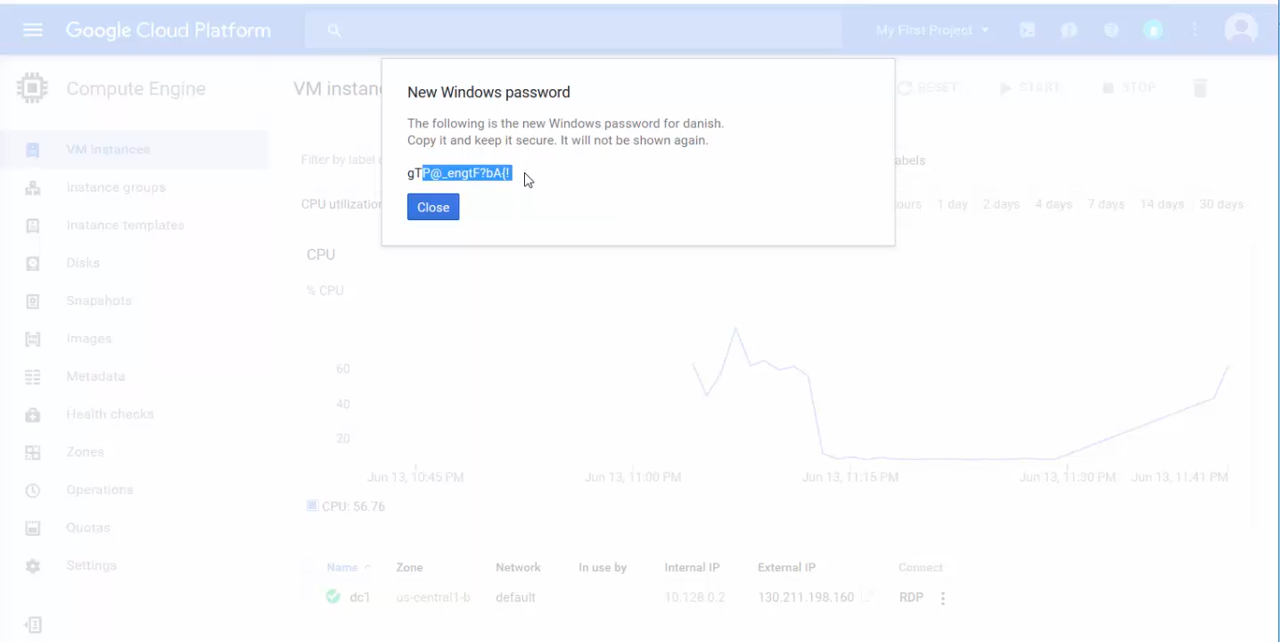 Google Cloud Platform
My First Project
Compute Engine
VM instan
RESET
START
STOP
New Windows password
The following is the new Windows password for danish.
Copy it and keep it secure. It will not be shown again.
gTP@_engtF?bA{!
Close
VM instances
Instance groups
Instance templates
Disks
Snapshots
Images
Metadata
Health checks
Zones
Operations
Quotas
Settings
Filter by label
abels
CPU utilization
ours
1 day
2 days
4 days
7 days
14 days
30 days
CPU
% CPU
60
40
20
Jun 13, 10:45 PM
Jun 13, 11:00 PM
Jun 13, 11:15 PM
Jun 13, 11:30 PM
Jun 13, 11:41 PM
CPU: 56.76
Name Zone Network In use by Internal IP External IP Connect
dc1 us-central1-b default 10.128.0.2 130.211.198.160 RDP